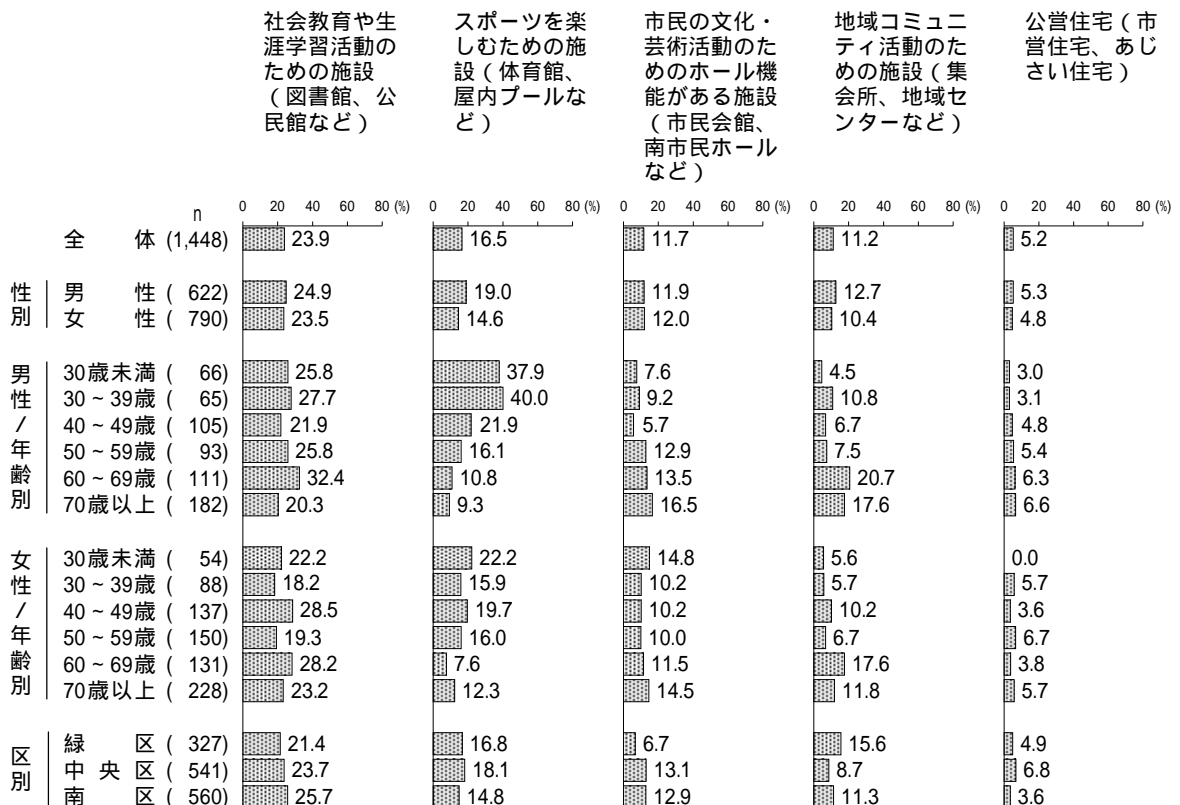 社会教育や生
涯学習活動の
ための施設
（図書館、公
民館など）
スポーツを楽
しむための施
設（体育館、
屋内プールな
ど）
市民の文化・
芸術活動のた
めのホール機
能がある施設
（市民会館、
南市民ホール
など）
地域コミュニ
ティ活動のた
めの施設（集
会所、地域セ
ンターなど）
公営住宅（市
営住宅、あじ
さい住宅）
n 0 20 40 60 80 (%) 0 20 40 60 80 (%) 0 20 40 60 80 (%) 0 20 40 60 80 (%) 0 20 40 60 80 (%)
全体 (1,448) 23.9 16.5 11.7 11.2 5.2
性別
男性 ( 622) 24.9 19.0 11.9 12.7 5.3
女性 ( 790) 23.5 14.6 12.0 10.4 4.8
男性/年齢別
30歳未満 ( 66) 25.8 37.9 7.6 4.5 3.0
30～39歳 ( 65) 27.7 40.0 9.2 10.8 3.1
40～49歳 ( 105) 21.9 21.9 5.7 6.7 4.8
50～59歳 ( 93) 25.8 16.1 12.9 7.5 5.4
60～69歳 ( 111) 32.4 10.8 13.5 20.7 6.3
70歳以上 ( 182) 20.3 9.3 16.5 17.6 6.6
女性/年齢別
30歳未満 ( 54) 22.2 22.2 14.8 5.6 0.0
30～39歳 ( 88) 18.2 15.9 10.2 5.7 5.7
40～49歳 ( 137) 28.5 19.7 10.2 10.2 3.6
50～59歳 ( 150) 19.3 16.0 10.0 6.7 6.7
60～69歳 ( 131) 28.2 7.6 11.5 17.6 3.8
70歳以上 ( 228) 23.2 12.3 14.5 11.8 5.7
区別
緑区 ( 327) 21.4 16.8 6.7 15.6 4.9
中央区 ( 541) 23.7 18.1 13.1 8.7 6.8
南区 ( 560) 25.7 14.8 12.9 11.3 3.6